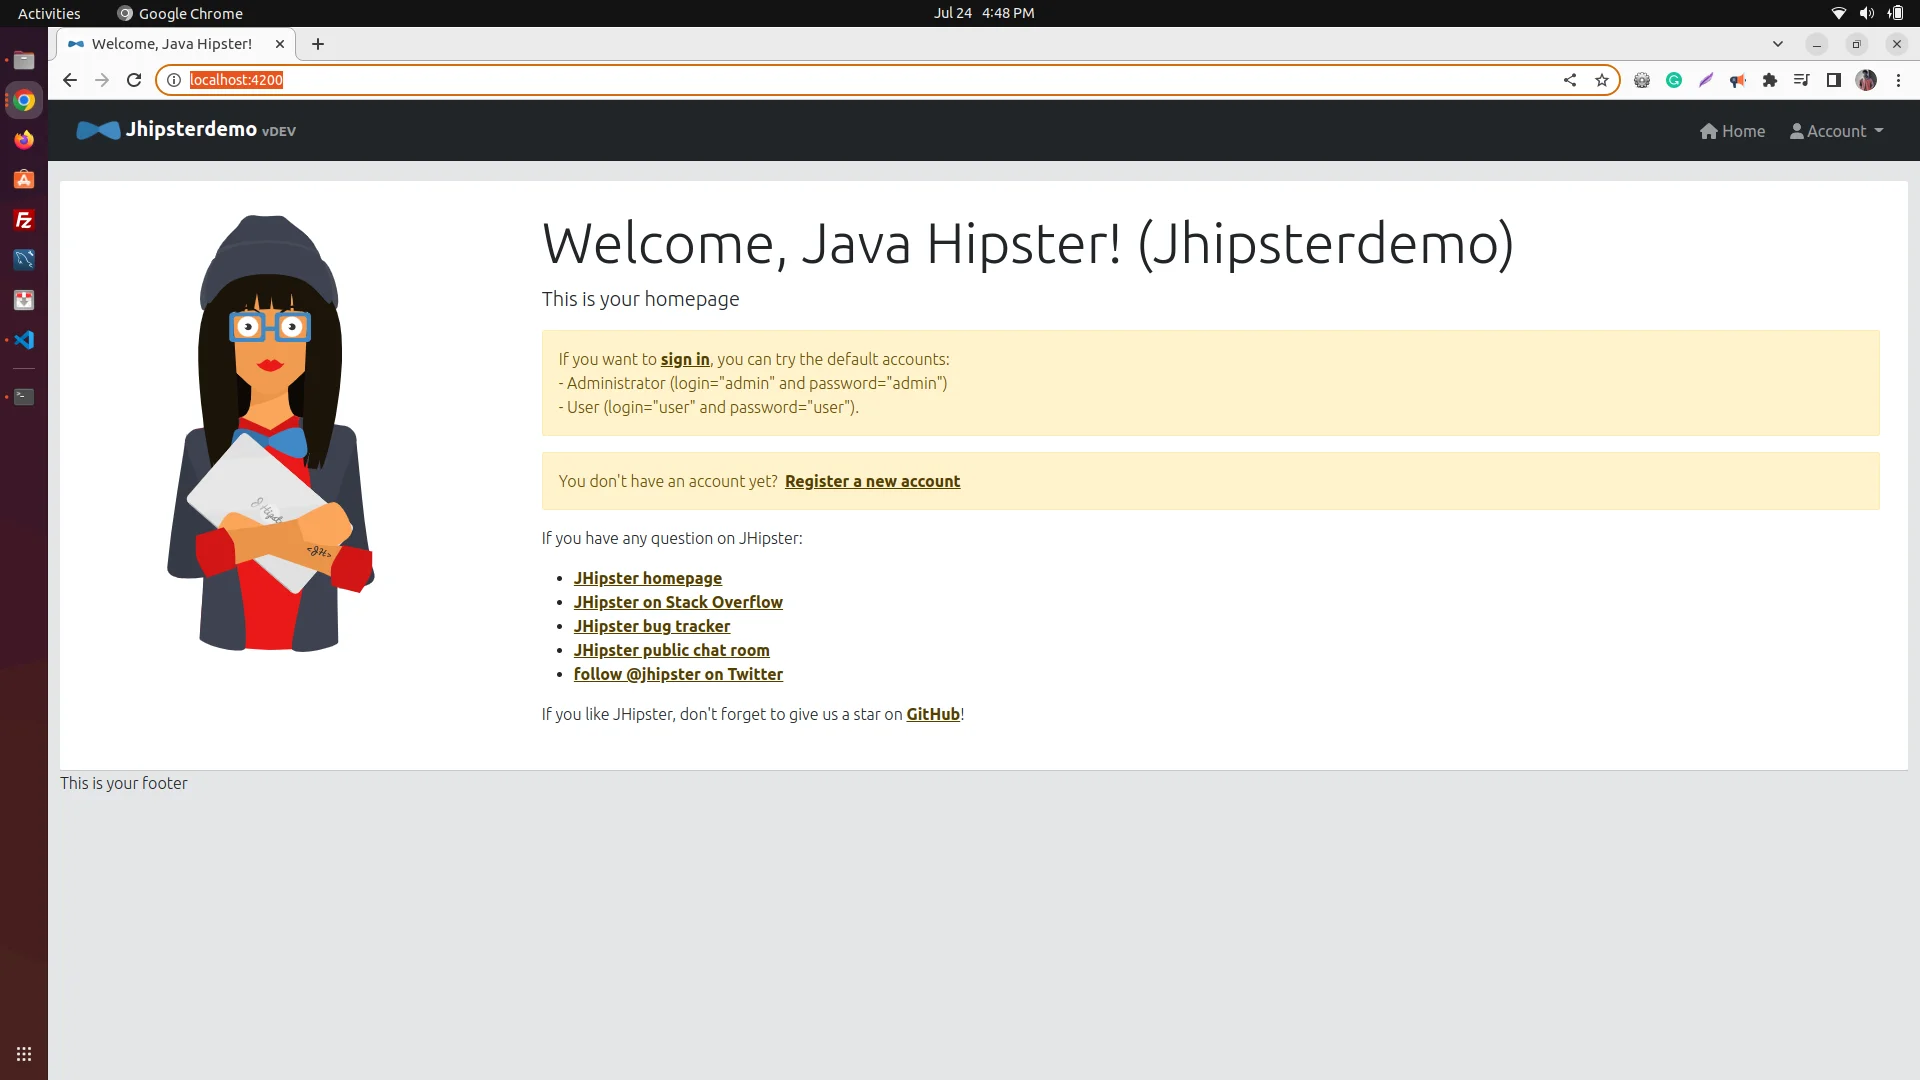 Activities
Google Chrome
Jul 24 4:48 PM
Welcome, Java Hipster!
localhost:4200
Jhipsterdemo vDEV
Home
Account
Welcome, Java Hipster! (Jhipsterdemo)
This is your homepage
If you want to sign in, you can try the default accounts:
- Administrator (login="admin" and password="admin")
- User (login="user" and password="user").
You don't have an account yet? Register a new account
If you have any question on JHipster:
• JHipster homepage
• JHipster on Stack Overflow
• JHipster bug tracker
• JHipster public chat room
• follow @jhipster on Twitter
If you like JHipster, don't forget to give us a star on GitHub!
This is your footer